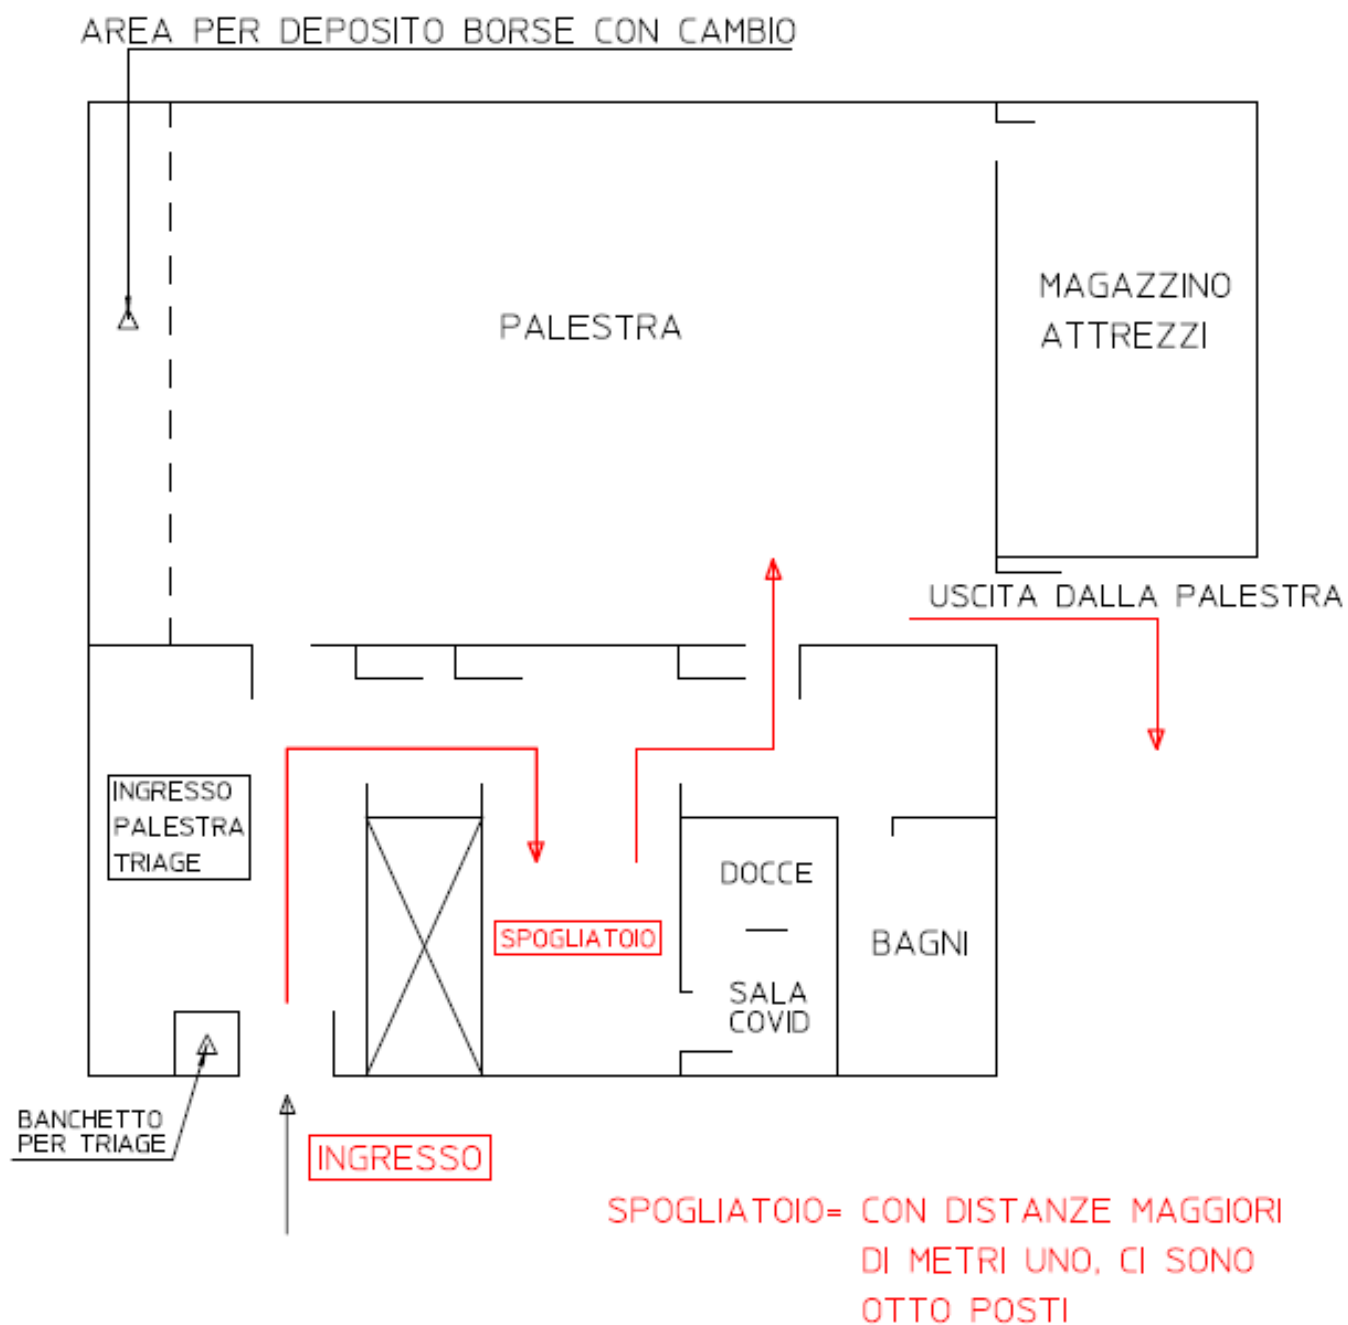 AREA PER DEPOSITO BORSE CON CAMBIO
MAGAZZINO
ATTREZZI
PALESTRA
USCITA DALLA PALESTRA
INGRESSO
PALESTRA
TRIAGE
DOCCE
SPOGLIATOIO
BAGNI
SALA
COVID
BANCHETTO
PER TRIAGE
INGRESSO
SPOGLIATOIO= CON DISTANZE MAGGIORI
DI METRI UNO, CI SONO
OTTO POSTI